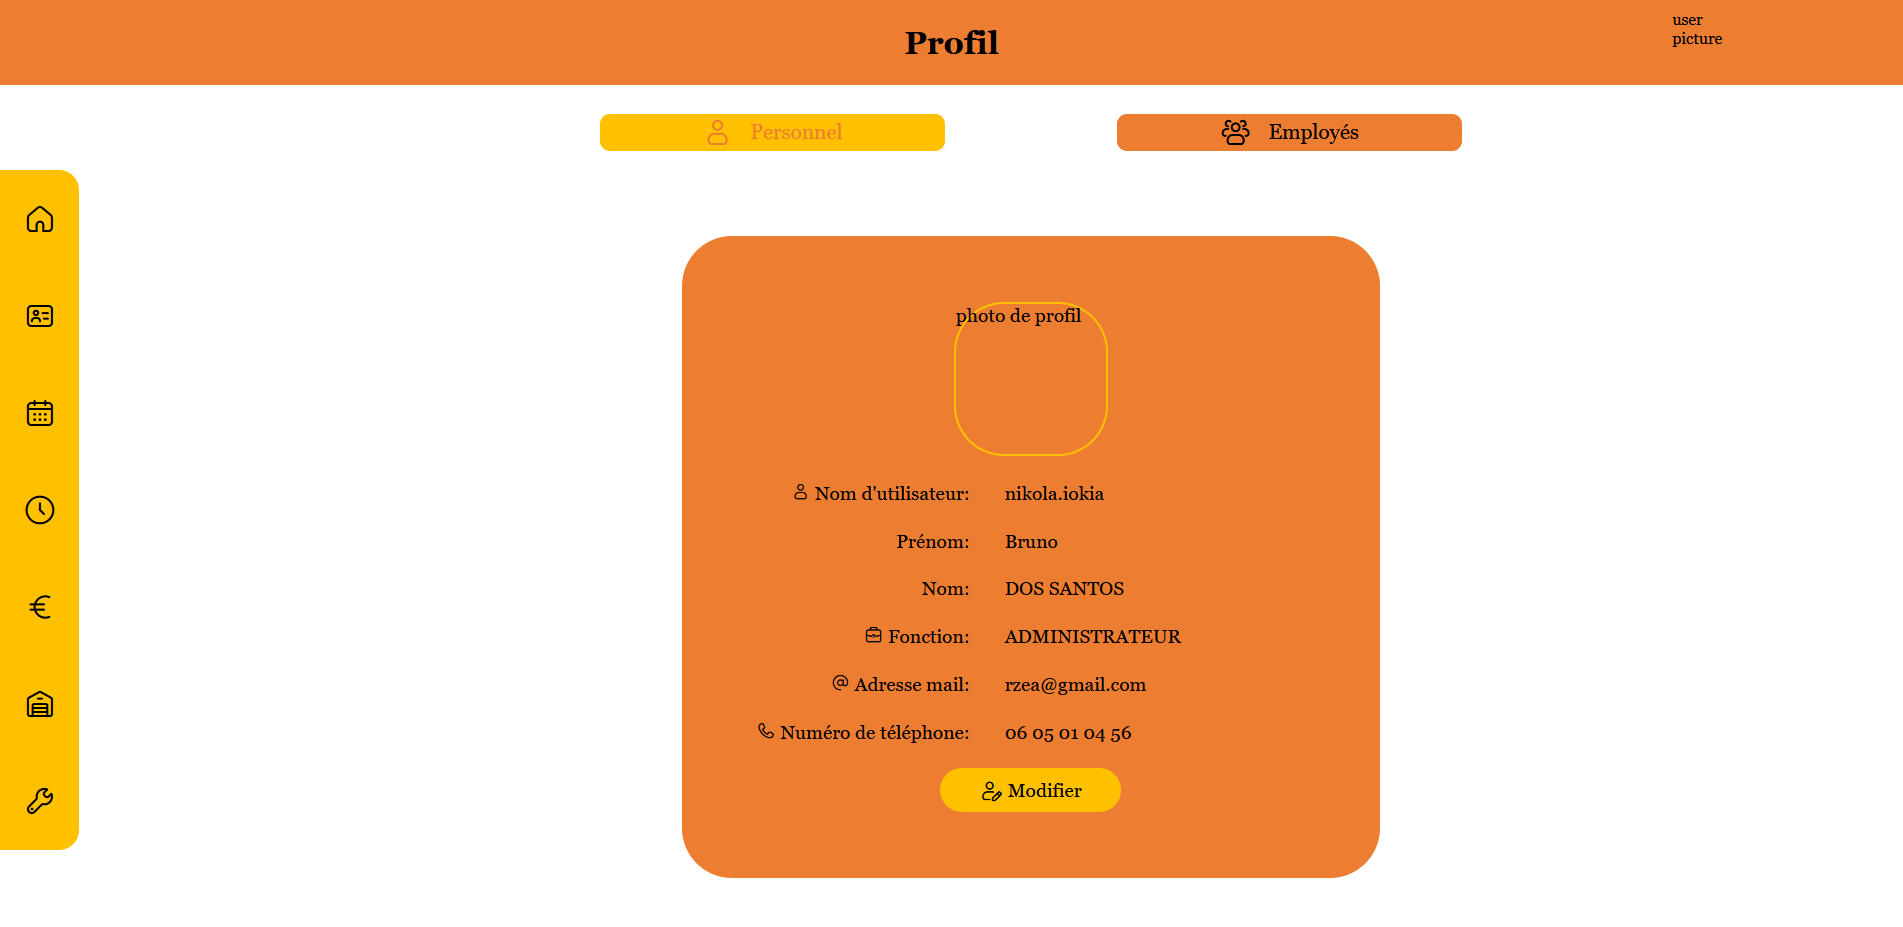 Profil
user
picture
Personnel
Employés
photo de profil
Nom d'utilisateur: nikola.iokia
Prénom: Bruno
Nom: DOS SANTOS
Fonction: ADMINISTRATEUR
Adresse mail: rzea@gmail.com
Numéro de téléphone: 06 05 01 04 56
Modifier